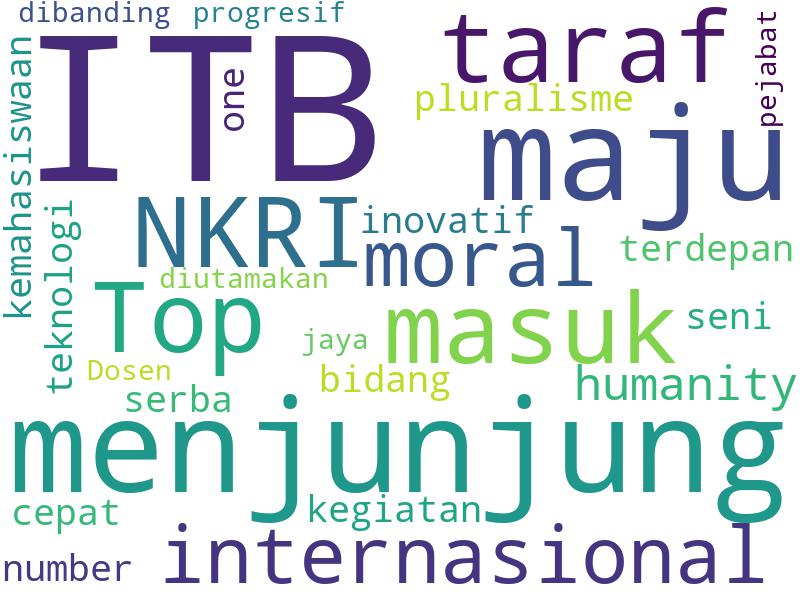 dibanding progresif
ITB
one
taraf
pejabat
pluralisme
maju
kemahasiswaan
NKRI
inovatif
moral
terdepan
teknologi
diutamakan
Top
masuk
seni
jaya
Dosen
bidang
humanity
serba
menjunjung
cepat
kegiatan
number
internasional